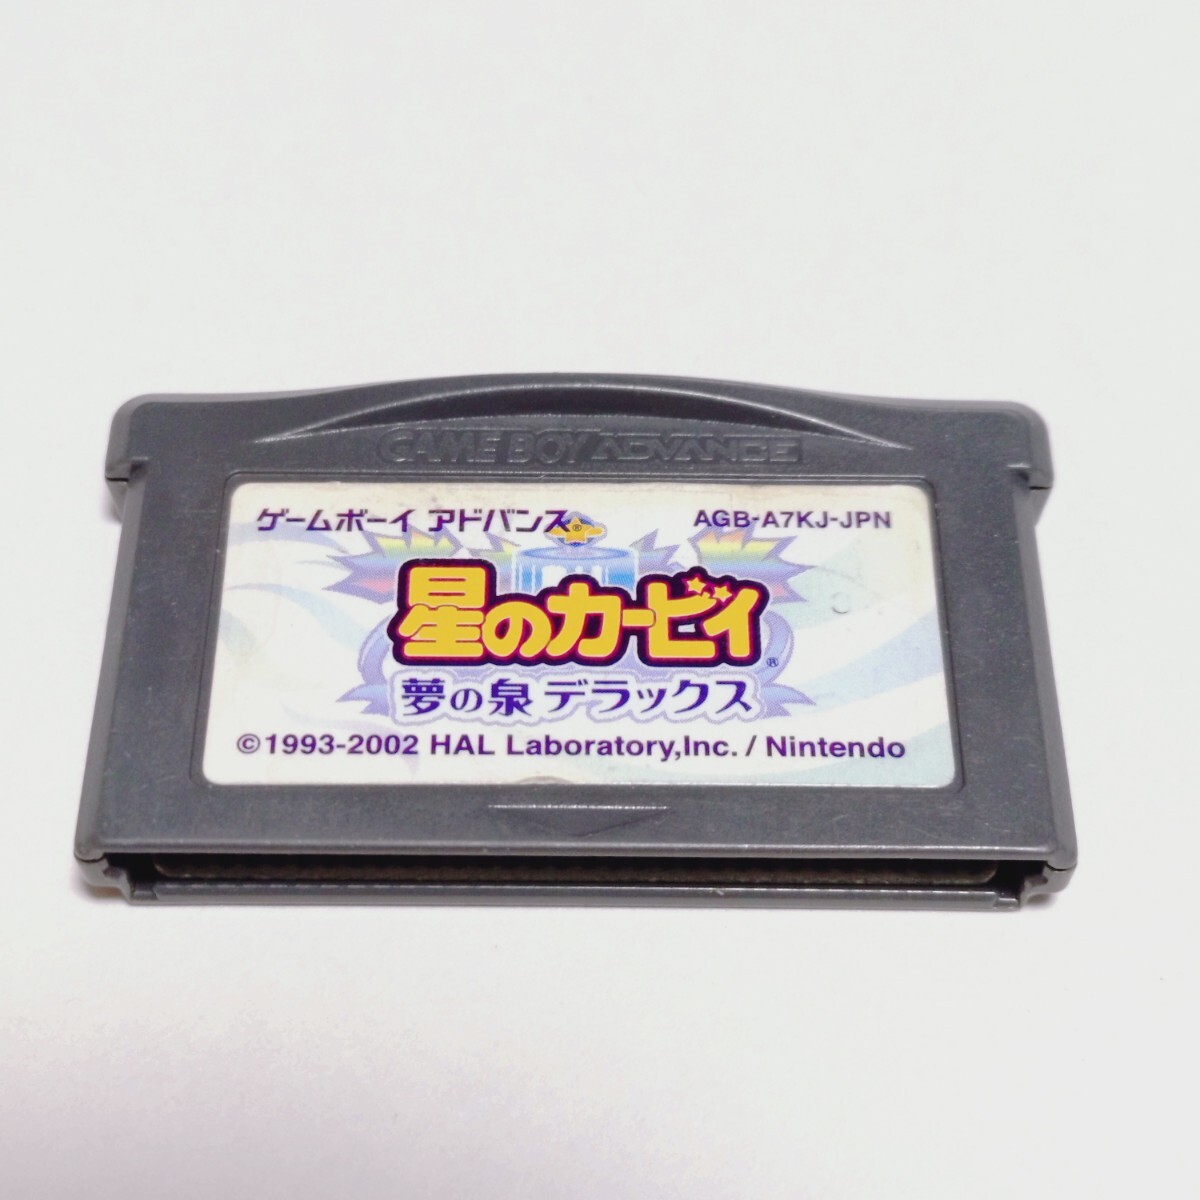 GAME BOY ADVANCE
ゲームボーイ アドバンス® AGB-A7KJ-JPN
星のカービィ®
夢の泉デラックス
©1993-2002 HAL Laboratory,Inc. / Nintendo